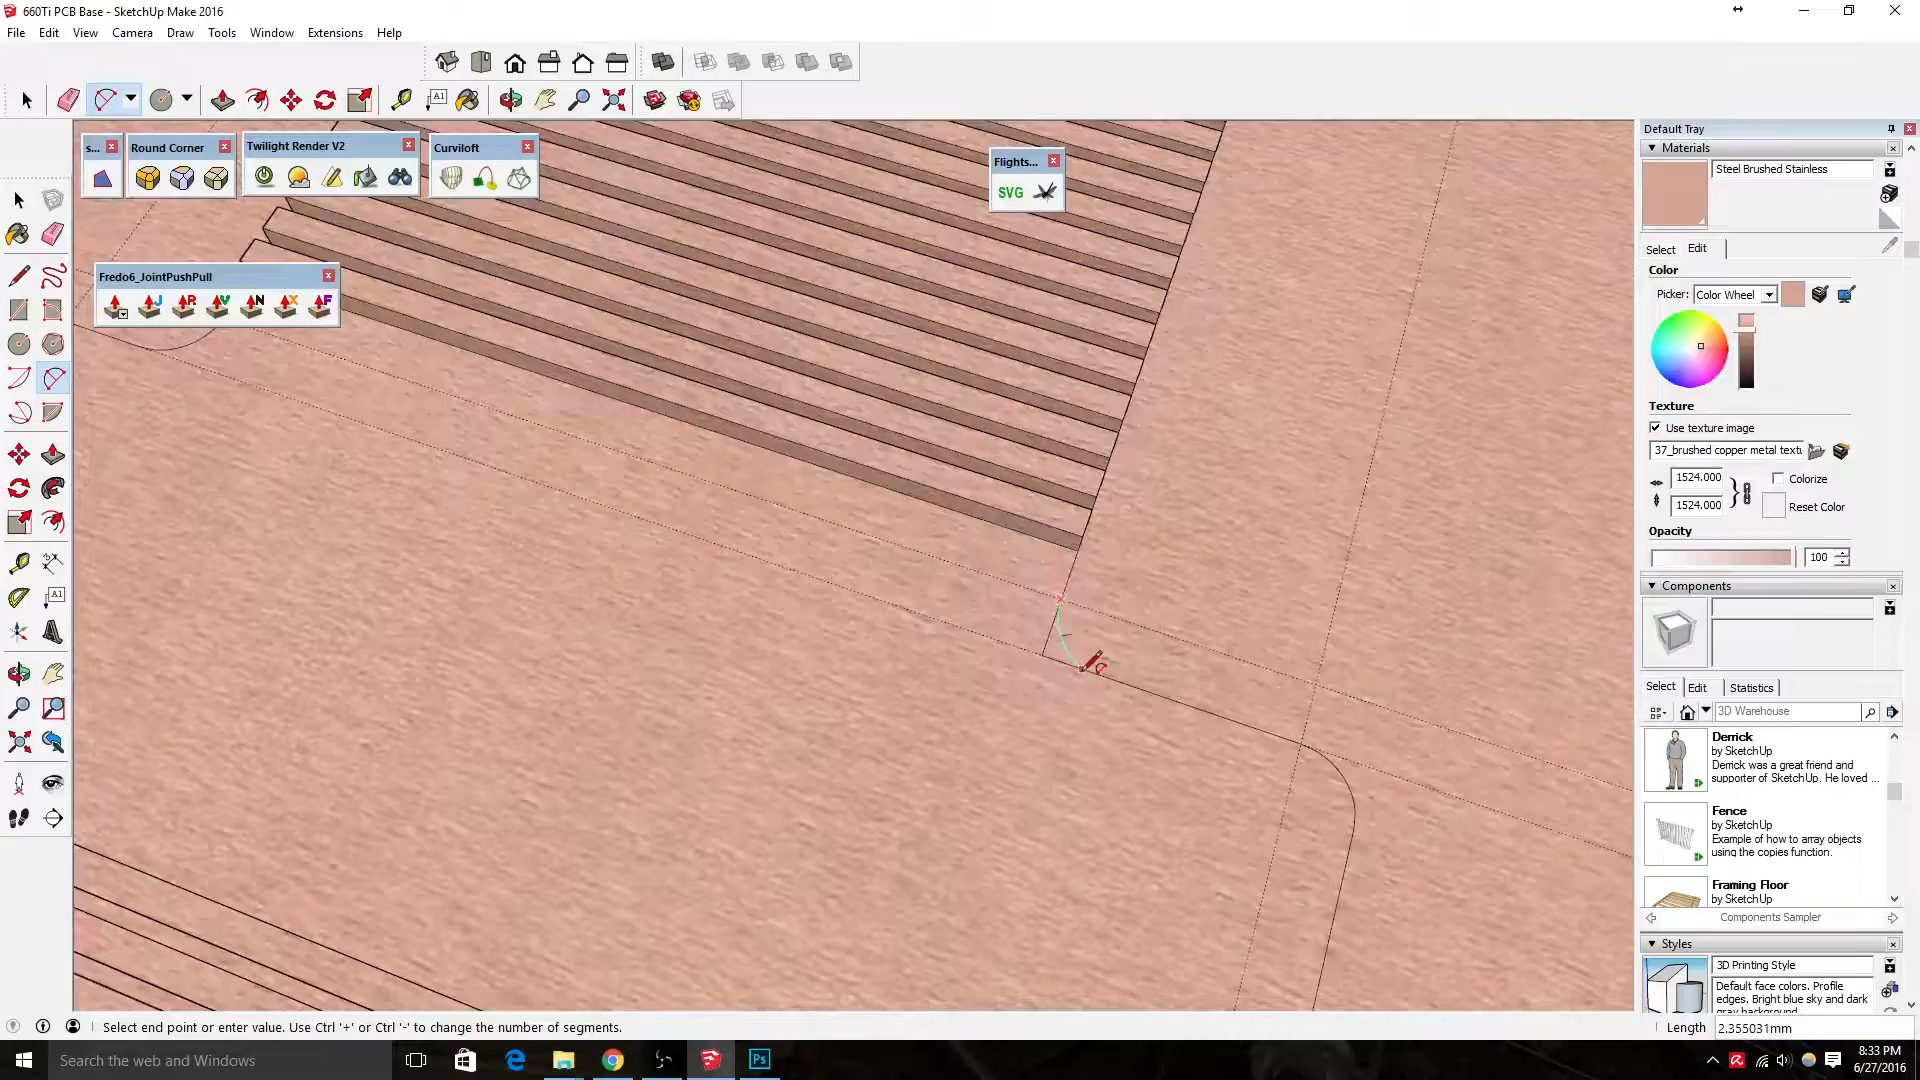 660Ti PCB Base - SketchUp Make 2016
File Edit View Camera Draw Tools Window Extensions Help
A1
s...
Round Corner
Twilight Render V2
Curviloft
Flights...
SVG
Fredo6_JointPushPull
J R V N X F
A1
Default Tray
Materials
Steel Brushed Stainless
Select Edit
Color
Picker: Color Wheel
Texture
Use texture image
37_brushed copper metal textu
1524.000
Colorize
1524.000
Reset Color
Opacity
100
Components
Select Edit Statistics
3D Warehouse
Derrick
by SketchUp
Derrick was a great friend and
supporter of SketchUp. He loved ...
Fence
by SketchUp
Example of how to array objects
using the copies function.
Framing Floor
by SketchUp
Components Sampler
Styles
3D Printing Style
Default face colors. Profile
edges. Bright blue sky and dark
gray background.
Select end point or enter value. Use Ctrl '+' or Ctrl '-' to change the number of segments.
Length 2.355031mm
Search the web and Windows
Ps
8:33 PM
6/27/2016